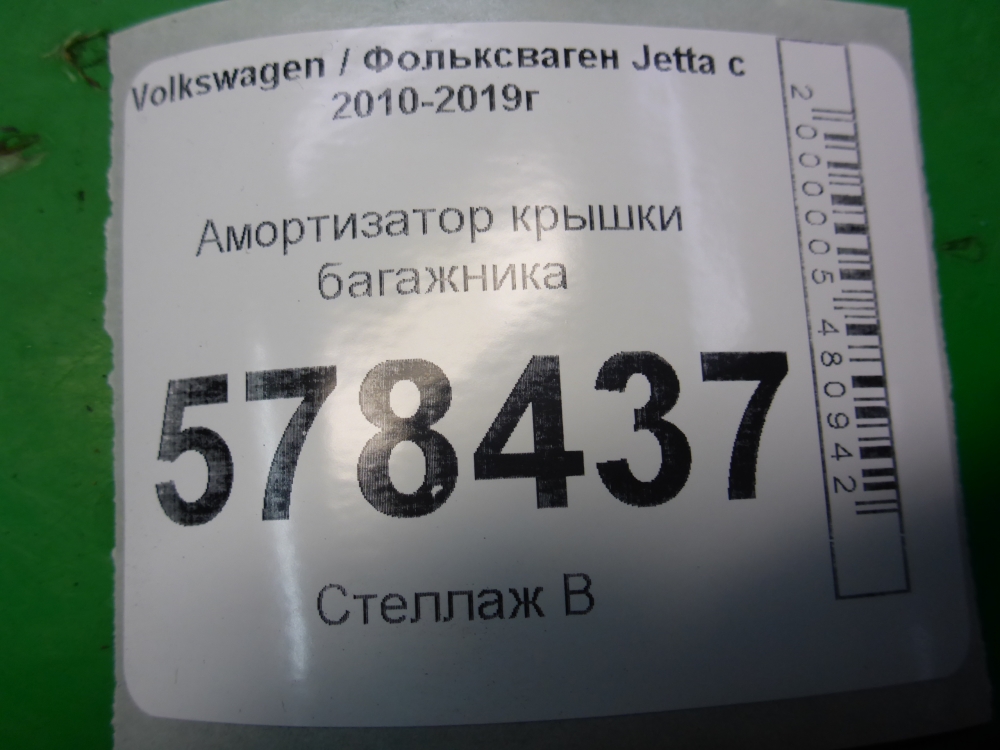 Volkswagen / Фольксваген Jetta с
2010-2019г
Амортизатор крышки
багажника
578437
Стеллаж В
2000005480942